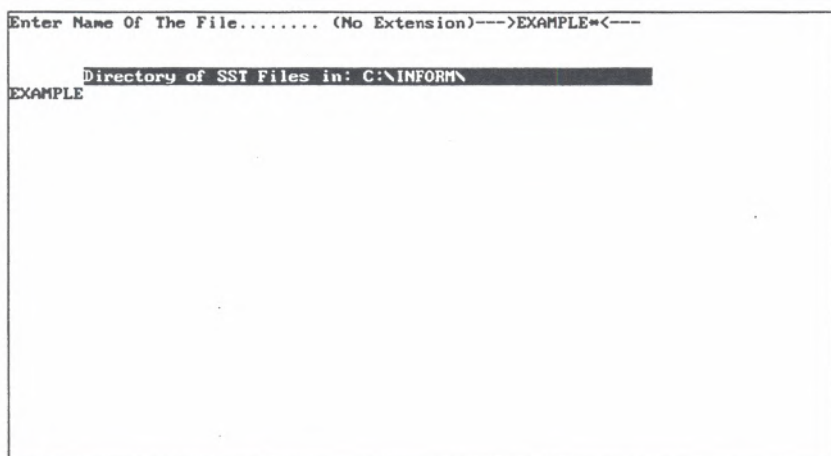 Enter Name Of The File........ (No Extension)--->EXAMPLE*<---
Directory of SST Files in: C:\INFORM\
EXAMPLE